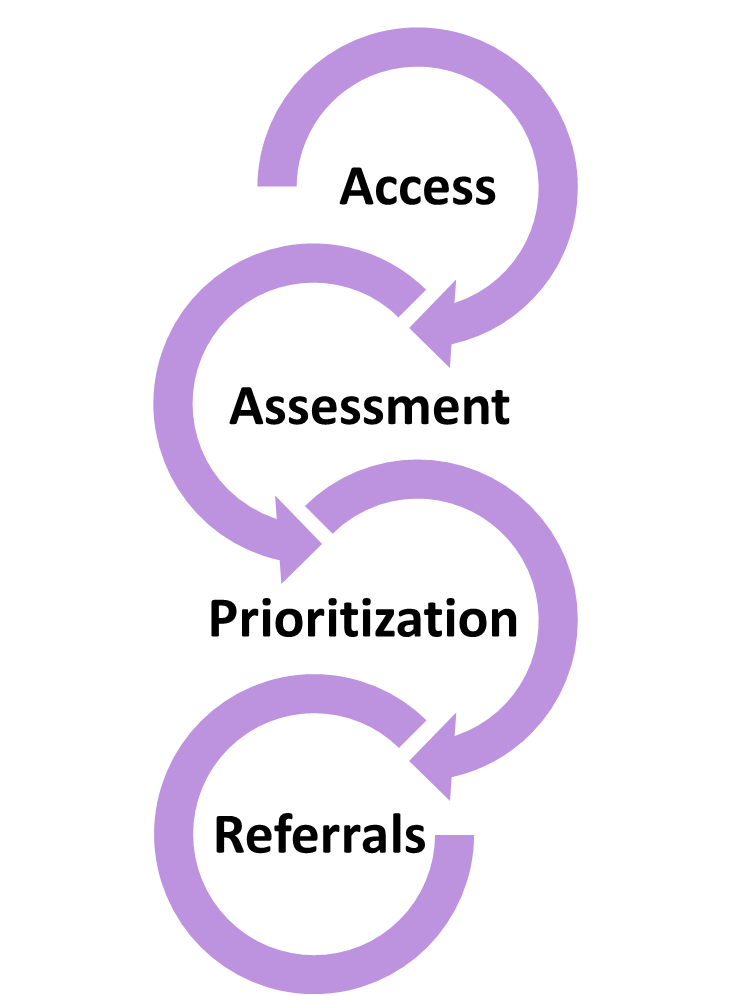 Access
Assessment
Prioritization
Referrals